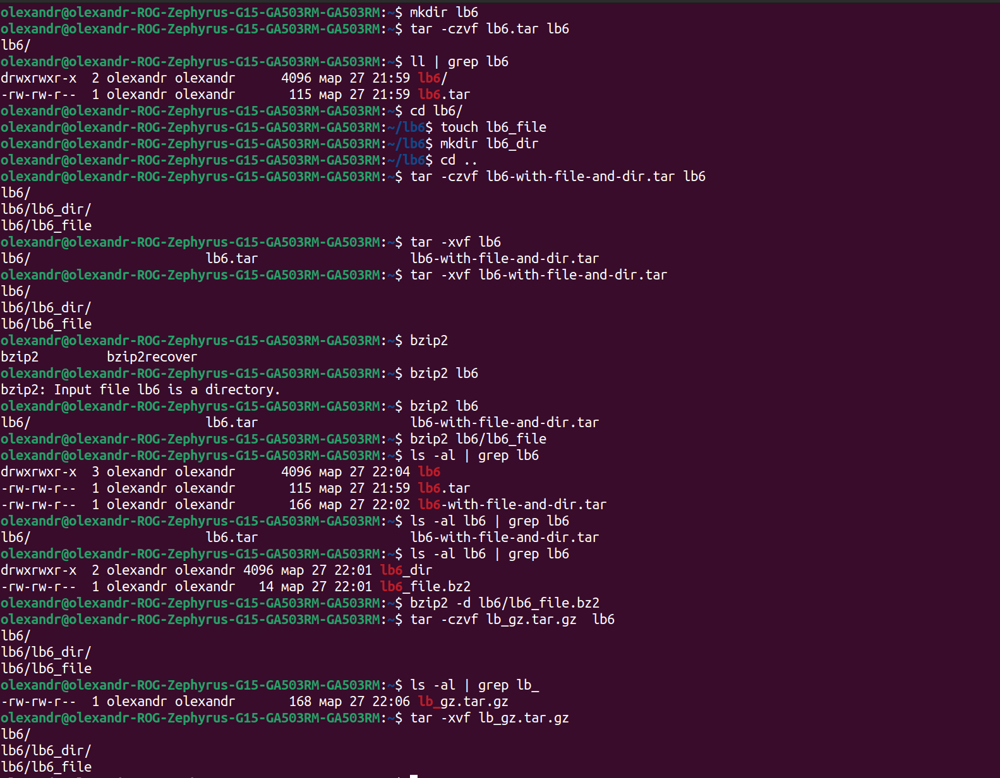 olexandr@olexandr-ROG-Zephyrus-G15-GA503RM-GA503RM:~$ mkdir lb6
olexandr@olexandr-ROG-Zephyrus-G15-GA503RM-GA503RM:~$ tar -czvf lb6.tar lb6
lb6/
olexandr@olexandr-ROG-Zephyrus-G15-GA503RM-GA503RM:~$ ll | grep lb6
drwxrwxr-x  2 olexandr olexandr      4096 мар 27 21:59 lb6/
-rw-rw-r--  1 olexandr olexandr       115 мар 27 21:59 lb6.tar
olexandr@olexandr-ROG-Zephyrus-G15-GA503RM-GA503RM:~$ cd lb6/
olexandr@olexandr-ROG-Zephyrus-G15-GA503RM-GA503RM:~/lb6$ touch lb6_file
olexandr@olexandr-ROG-Zephyrus-G15-GA503RM-GA503RM:~/lb6$ mkdir lb6_dir
olexandr@olexandr-ROG-Zephyrus-G15-GA503RM-GA503RM:~/lb6$ cd ..
olexandr@olexandr-ROG-Zephyrus-G15-GA503RM-GA503RM:~$ tar -czvf lb6-with-file-and-dir.tar lb6
lb6/
lb6/lb6_dir/
lb6/lb6_file
olexandr@olexandr-ROG-Zephyrus-G15-GA503RM-GA503RM:~$ tar -xvf lb6
lb6/                       lb6.tar                    lb6-with-file-and-dir.tar
olexandr@olexandr-ROG-Zephyrus-G15-GA503RM-GA503RM:~$ tar -xvf lb6-with-file-and-dir.tar
lb6/
lb6/lb6_dir/
lb6/lb6_file
olexandr@olexandr-ROG-Zephyrus-G15-GA503RM-GA503RM:~$ bzip2
bzip2         bzip2recover
olexandr@olexandr-ROG-Zephyrus-G15-GA503RM-GA503RM:~$ bzip2 lb6
bzip2: Input file lb6 is a directory.
olexandr@olexandr-ROG-Zephyrus-G15-GA503RM-GA503RM:~$ bzip2 lb6
lb6/                       lb6.tar                    lb6-with-file-and-dir.tar
olexandr@olexandr-ROG-Zephyrus-G15-GA503RM-GA503RM:~$ bzip2 lb6/lb6_file
olexandr@olexandr-ROG-Zephyrus-G15-GA503RM-GA503RM:~$ ls -al | grep lb6
drwxrwxr-x  3 olexandr olexandr      4096 мар 27 22:04 lb6
-rw-rw-r--  1 olexandr olexandr       115 мар 27 21:59 lb6.tar
-rw-rw-r--  1 olexandr olexandr       166 мар 27 22:02 lb6-with-file-and-dir.tar
olexandr@olexandr-ROG-Zephyrus-G15-GA503RM-GA503RM:~$ ls -al lb6 | grep lb6
lb6/                       lb6.tar                    lb6-with-file-and-dir.tar
olexandr@olexandr-ROG-Zephyrus-G15-GA503RM-GA503RM:~$ ls -al lb6 | grep lb6
drwxrwxr-x  2 olexandr olexandr 4096 мар 27 22:01 lb6_dir
-rw-rw-r--  1 olexandr olexandr   14 мар 27 22:01 lb6_file.bz2
olexandr@olexandr-ROG-Zephyrus-G15-GA503RM-GA503RM:~$ bzip2 -d lb6/lb6_file.bz2
olexandr@olexandr-ROG-Zephyrus-G15-GA503RM-GA503RM:~$ tar -czvf lb_gz.tar.gz  lb6
lb6/
lb6/lb6_dir/
lb6/lb6_file
olexandr@olexandr-ROG-Zephyrus-G15-GA503RM-GA503RM:~$ ls -al | grep lb_
-rw-rw-r--  1 olexandr olexandr       168 мар 27 22:06 lb_gz.tar.gz
olexandr@olexandr-ROG-Zephyrus-G15-GA503RM-GA503RM:~$ tar -xvf lb_gz.tar.gz
lb6/
lb6/lb6_dir/
lb6/lb6_file